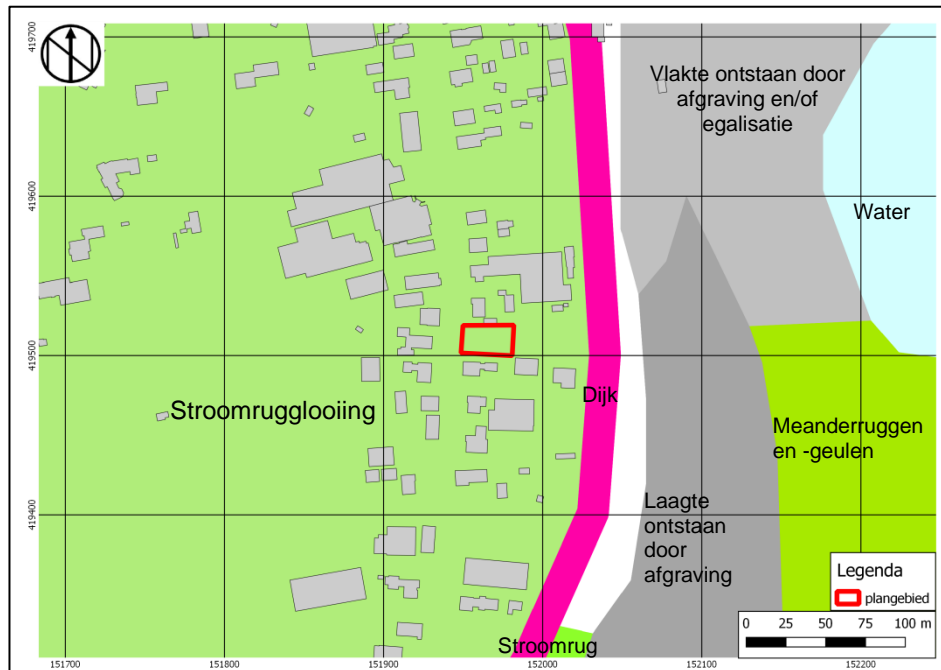 419700
Vlakte ontstaan door
afgraving en/of
egalisatie
419600
Water
419500
Stroomrugglooiing
Dijk
Meanderruggen
en -geulen
419400
Laagte
ontstaan
door
afgraving
Legenda
plangebied
0 25 50 75 100 m
Stroomrug
151700 151800 151900 152000 152100 152200